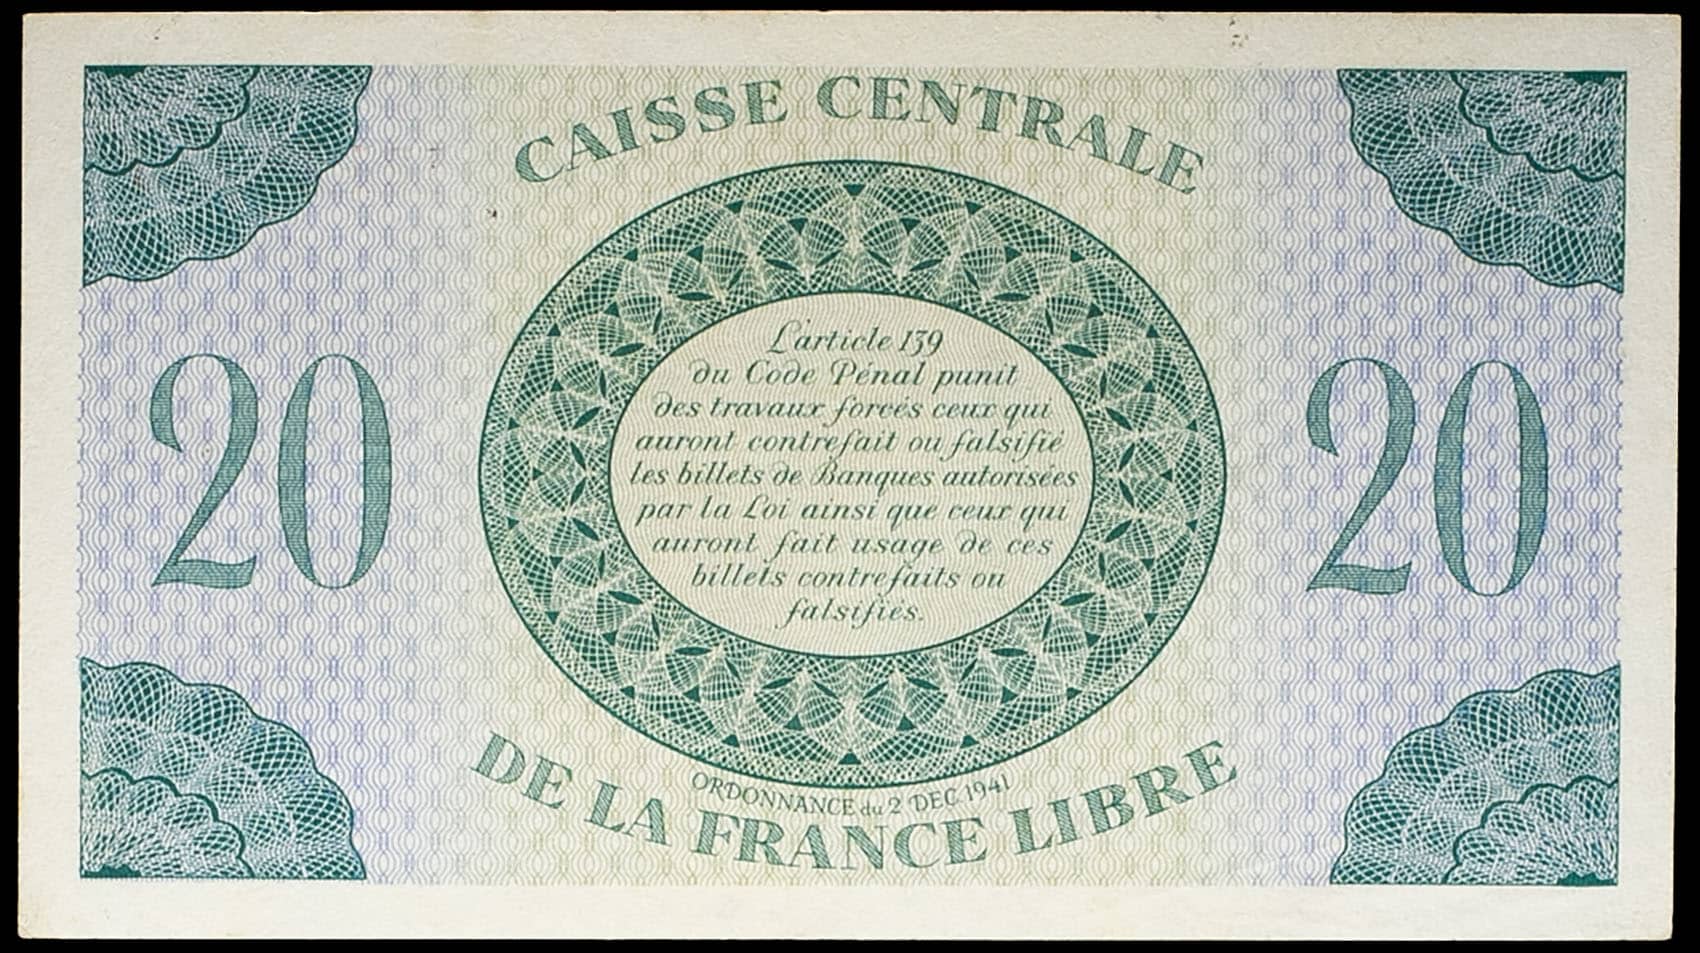 CAISSE CENTRALE
L'article 139
du Code Pénal punit
des travaux forcés ceux qui
auront contrefait ou falsifié
les billets de Banques autorisées
par la Loi ainsi que ceux qui
auront fait usage de ces
billets contrefaits ou
falsifiés.
20
20
ORDONNANCE du 2 DEC. 1941
DE LA FRANCE LIBRE